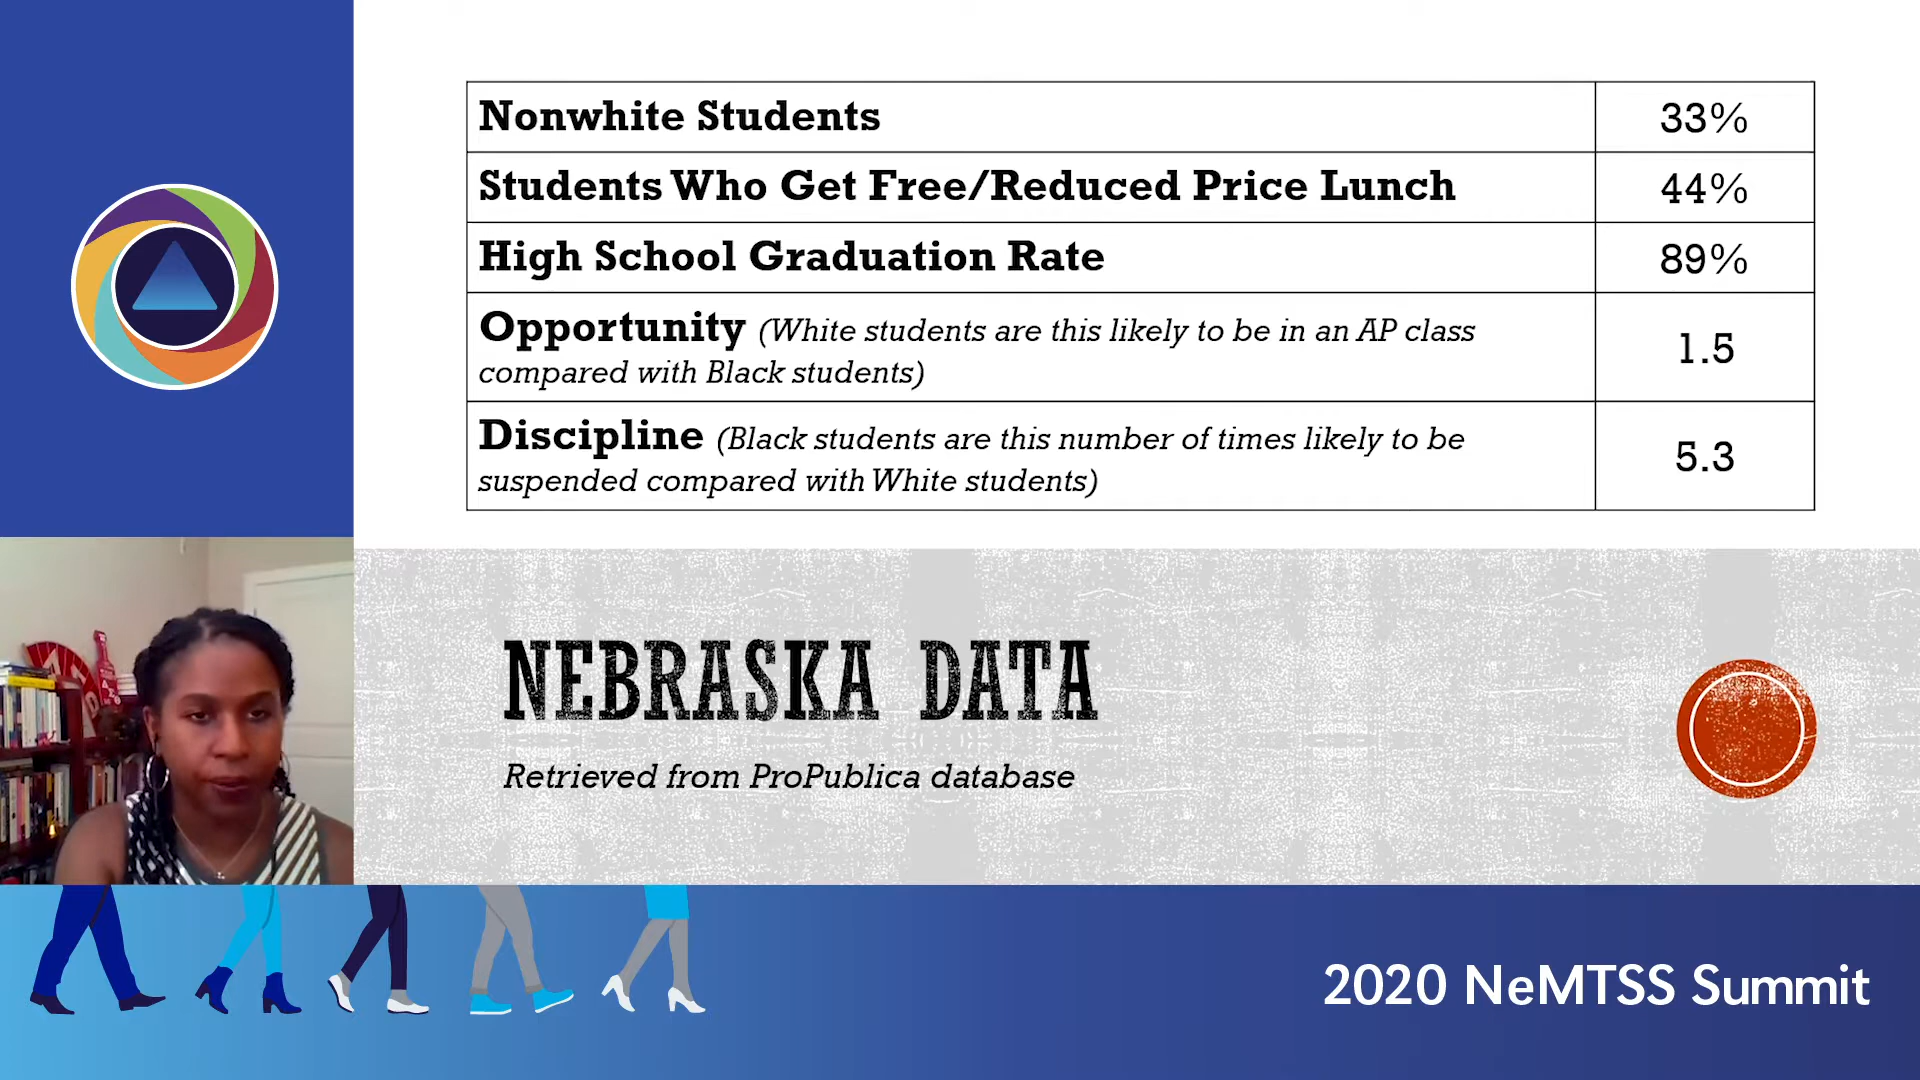 Nonwhite Students 33%
Students Who Get Free/Reduced Price Lunch 44%
High School Graduation Rate 89%
Opportunity (White students are this likely to be in an AP class
compared with Black students) 1.5
Discipline (Black students are this number of times likely to be
suspended compared with White students) 5.3
NEBRASKA DATA
Retrieved from ProPublica database
2020 NeMTSS Summit